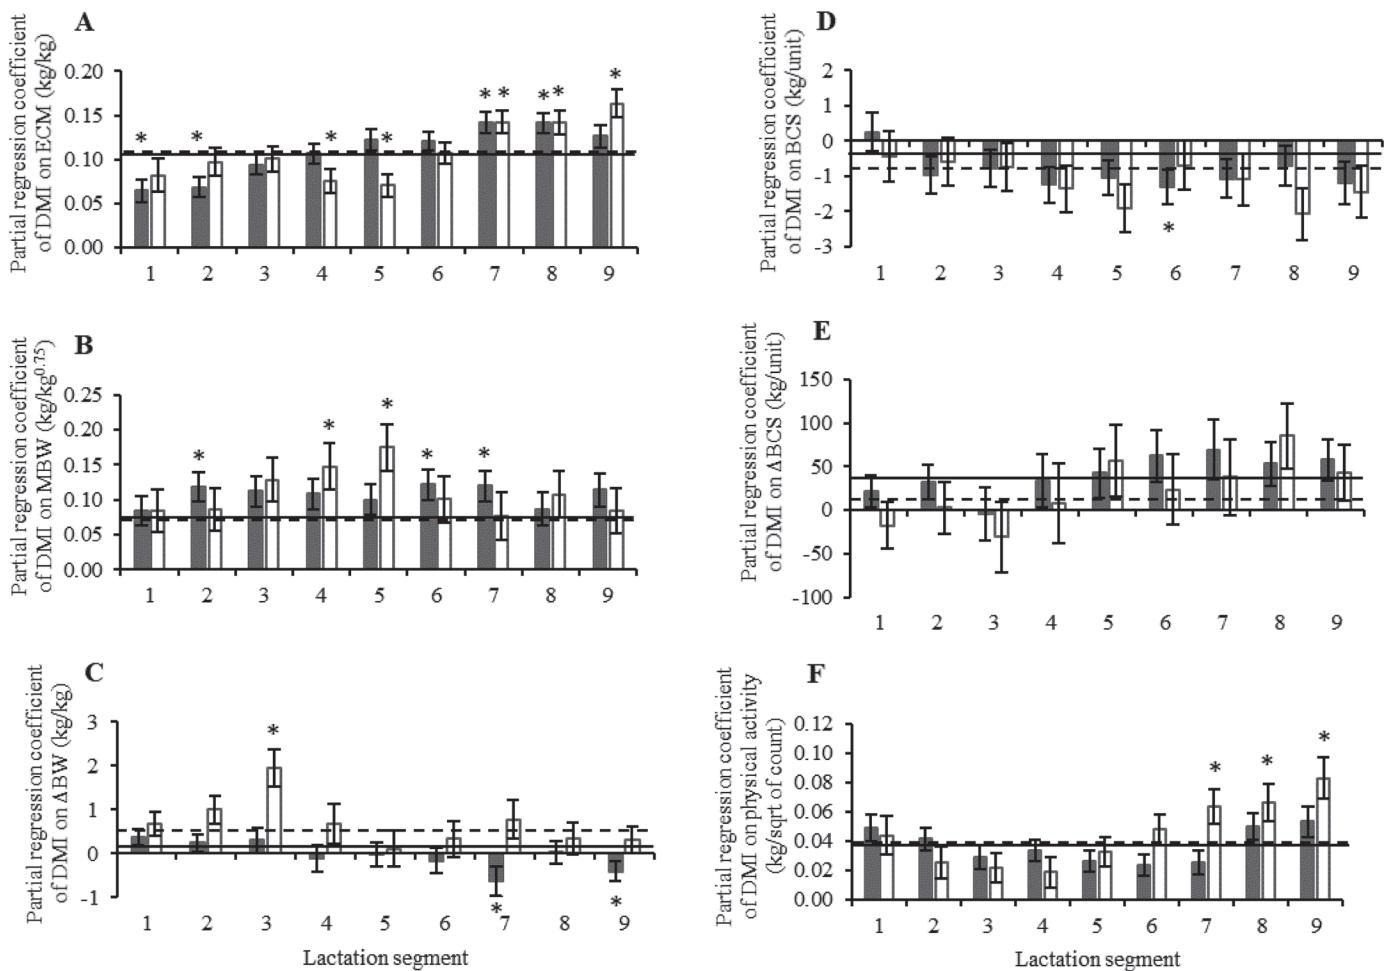 A
Partial regression coefficient
of DMI on ECM (kg/kg)
0.20
0.15
0.10
0.05
0.00
* * * * * * * * *
1 2 3 4 5 6 7 8 9
B
Partial regression coefficient
of DMI on MBW (kg/kg0.75)
0.25
0.20
0.15
0.10
0.05
0.00
* * * * *
1 2 3 4 5 6 7 8 9
C
Partial regression coefficient
of DMI on ΔBW (kg/kg)
3
2
1
0
-1
* * *
1 2 3 4 5 6 7 8 9
Lactation segment
D
Partial regression coefficient
of DMI on BCS (kg/unit)
2
1
0
-1
-2
-3
*
1 2 3 4 5 6 7 8 9
E
Partial regression coefficient
of DMI on ΔBCS (kg/unit)
150
100
50
0
-50
-100
1 2 3 4 5 6 7 8 9
F
Partial regression coefficient
of DMI on physical activity
(kg/sqrt of count)
0.12
0.10
0.08
0.06
0.04
0.02
0.00
* * *
1 2 3 4 5 6 7 8 9
Lactation segment